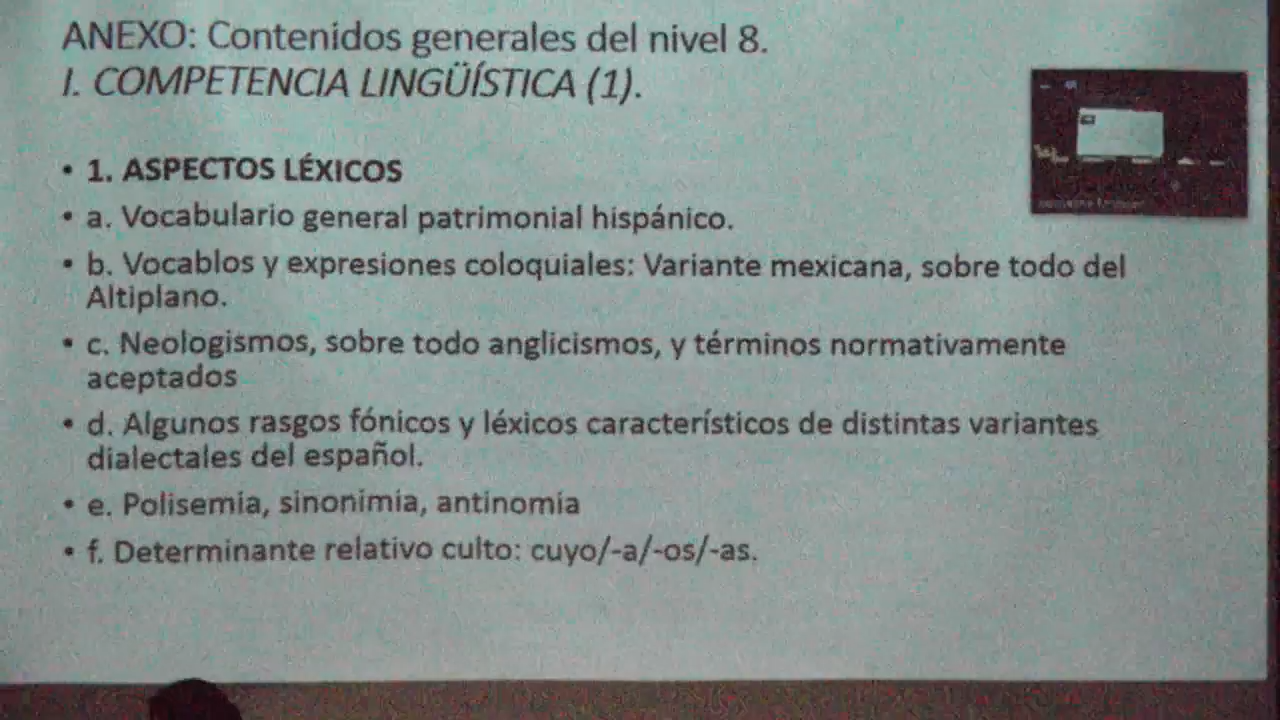 ANEXO: Contenidos generales del nivel 8.
I. COMPETENCIA LINGÜÍSTICA (1).
• 1. ASPECTOS LÉXICOS
• a. Vocabulario general patrimonial hispánico.
• b. Vocablos y expresiones coloquiales: Variante mexicana, sobre todo del
Altiplano.
• c. Neologismos, sobre todo anglicismos, y términos normativamente
aceptados
• d. Algunos rasgos fónicos y léxicos característicos de distintas variantes
dialectales del español.
• e. Polisemia, sinonimia, antinomia
• f. Determinante relativo culto: cuyo/-a/-os/-as.